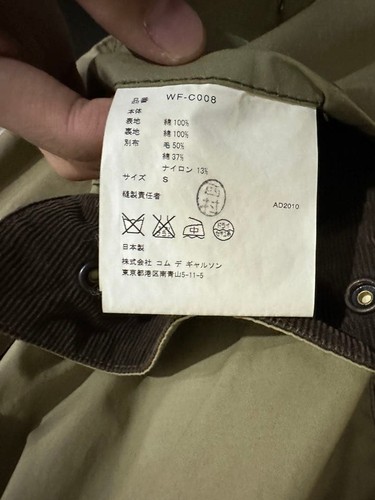 品番 WF-C008
本体
表地 綿 100%
裏地 綿 100%
別布 毛 50%
綿 37%
ナイロン 13%
サイズ S
縫製責任者
AD2010
中
日本製
株式会社 コム デ ギャルソン
東京都港区南青山5-11-5